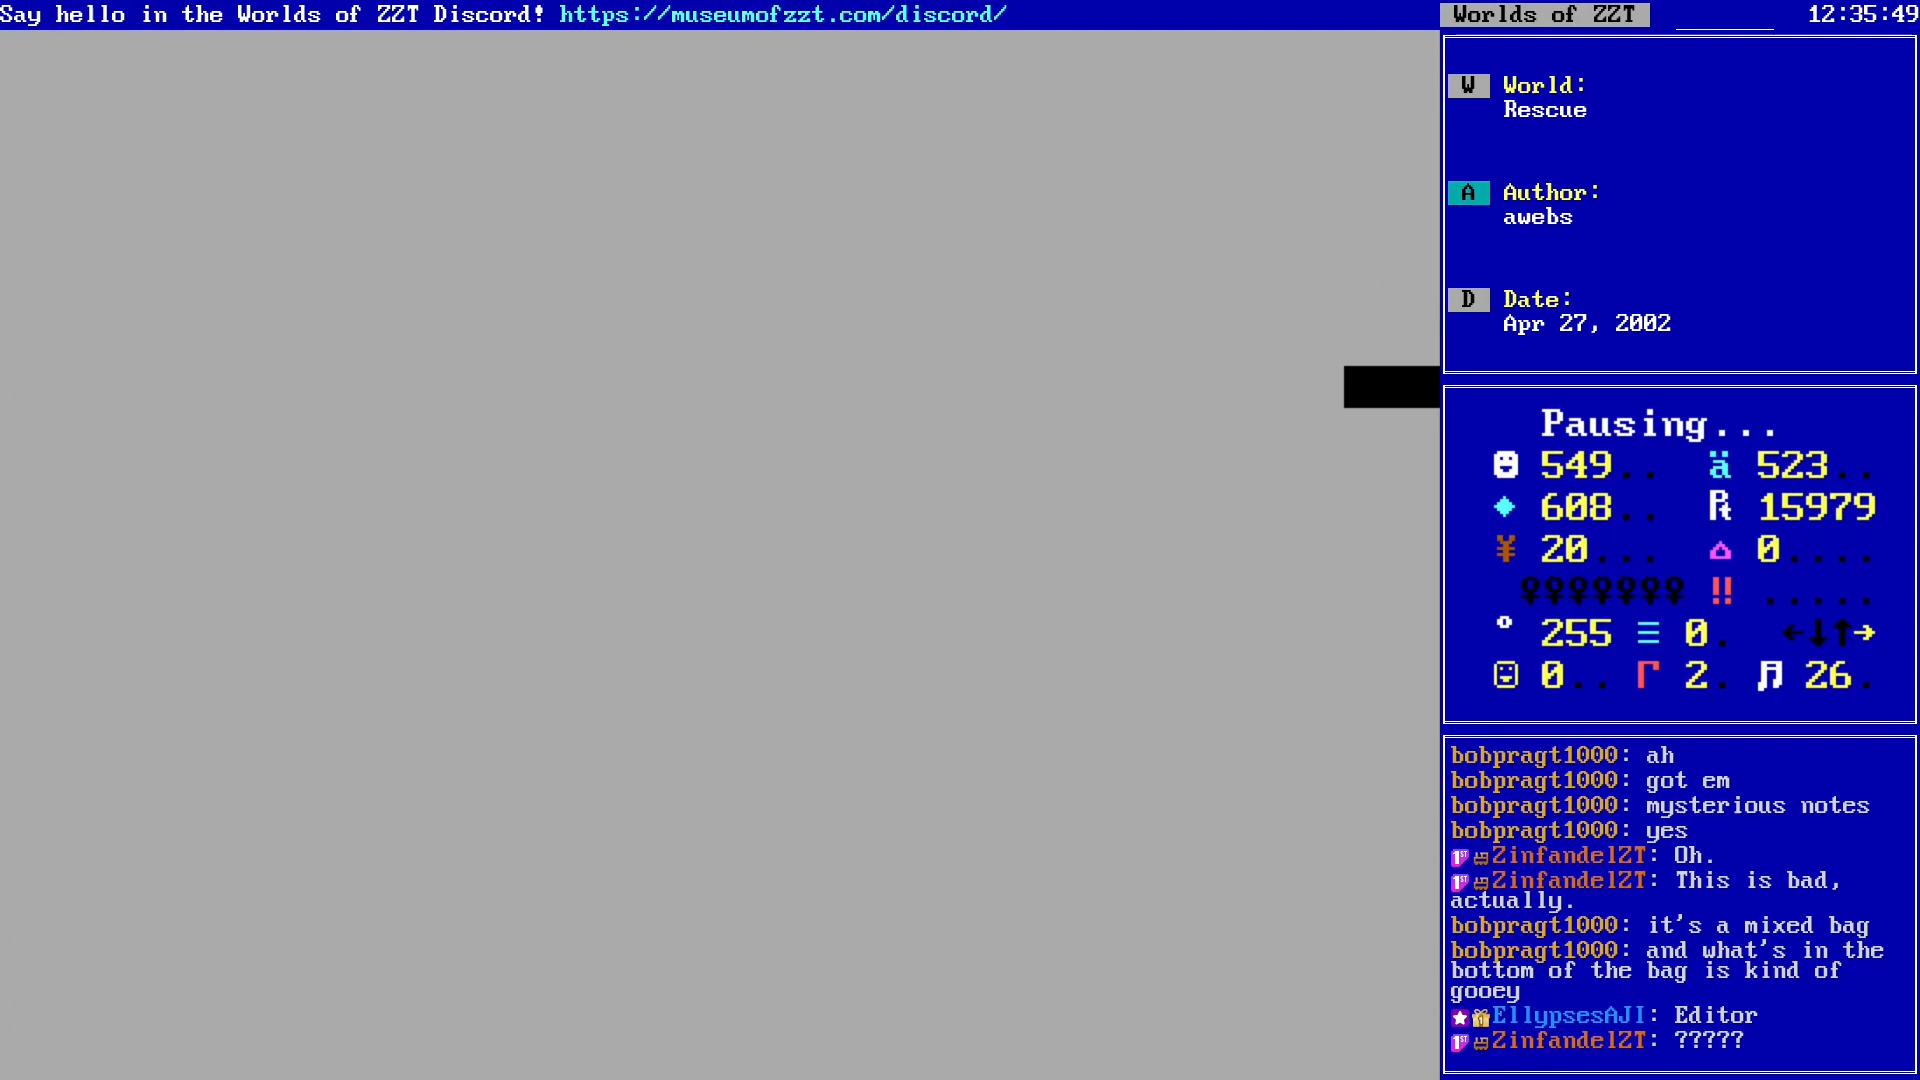 Say hello in the Worlds of ZZT Discord! https://museumofzzt.com/discord/
Worlds of ZZT
12:35:49
W World:
Rescue
A Author:
awebs
D Date:
Apr 27, 2002
Pausing...
549.. ä 523..
608.. ℞ 15979
¥ 20... 0....
♀♀♀♀♀♀♀ ‼ .....
° 255 ≡ 0. ←↓↑→
0.. Γ 2. ♫ 26.
bobpragt1000: ah
bobpragt1000: got em
bobpragt1000: mysterious notes
bobpragt1000: yes
1ST ZinfandelZT: Oh.
1ST ZinfandelZT: This is bad,
actually.
bobpragt1000: it's a mixed bag
bobpragt1000: and what's in the
bottom of the bag is kind of
gooey
EllypsesAJI: Editor
1ST ZinfandelZT: ?????